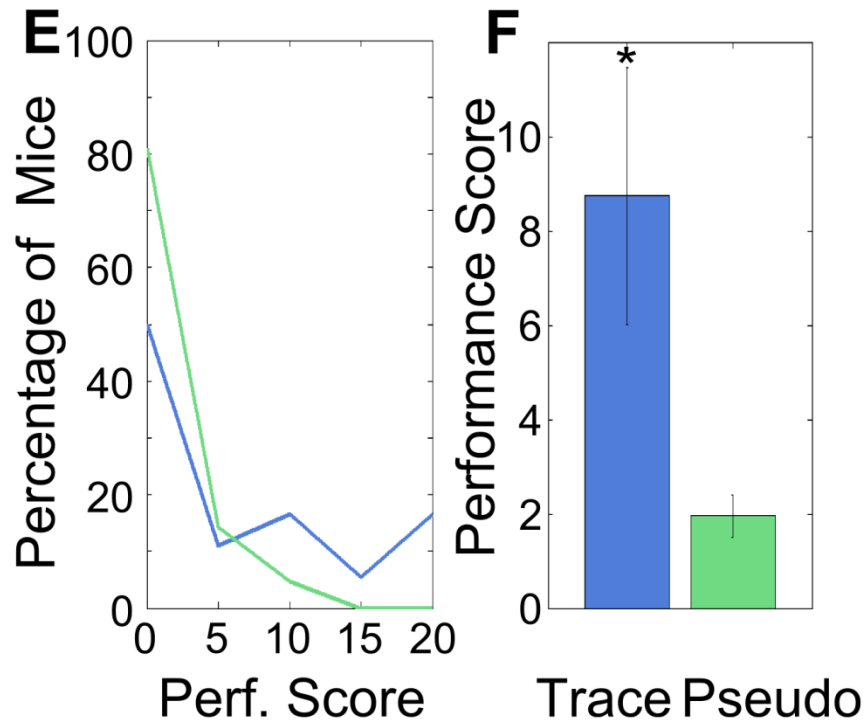 E
Percentage of Mice
100
80
60
40
20
0
0 5 10 15 20
Perf. Score
F
*
Performance Score
10
8
6
4
2
0
Trace Pseudo